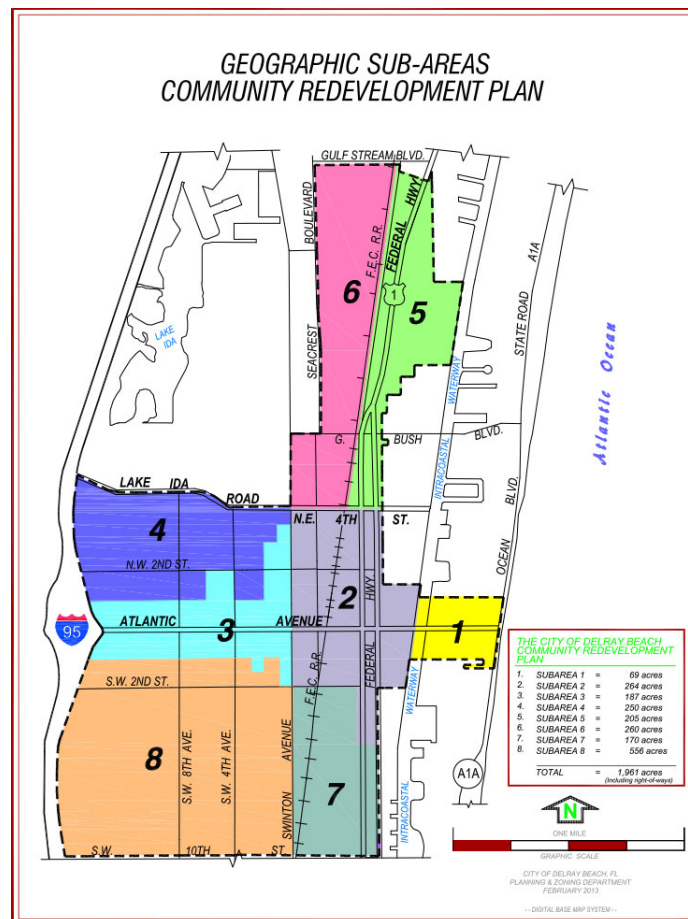 GEOGRAPHIC SUB-AREAS
COMMUNITY REDEVELOPMENT PLAN
GULF STREAM BLVD.
BOULEVARD
F.E.C. R.R.
FEDERAL HWY
STATE ROAD A1A
6
1
5
LAKE
IDA
SEACREST
Atlantic Ocean
WATERWAY
G. BUSH BLVD.
INTRACOASTAL
LAKE IDA ROAD
N.E. 4TH ST.
OCEAN BLVD.
4
N.W. 2ND ST.
2
HWY
95
ATLANTIC AVENUE
3
1
S.W. 2ND ST.
F.E.C. R.R.
FEDERAL
WATERWAY
8
S.W. 8TH AVE.
S.W. 4TH AVE.
SWINTON AVENUE
7
INTRACOASTAL
A1A
S.W. 10TH ST.
THE CITY OF DELRAY BEACH
COMMUNITY REDEVELOPMENT
PLAN
1. SUBAREA 1 = 69 acres
2. SUBAREA 2 = 264 acres
3. SUBAREA 3 = 187 acres
4. SUBAREA 4 = 250 acres
5. SUBAREA 5 = 205 acres
6. SUBAREA 6 = 260 acres
7. SUBAREA 7 = 170 acres
8. SUBAREA 8 = 556 acres
TOTAL = 1,961 acres
(including right-of-ways)
N
ONE MILE
GRAPHIC SCALE
CITY OF DELRAY BEACH, FL
PLANNING & ZONING DEPARTMENT
FEBRUARY 2013
-- DIGITAL BASE MAP SYSTEM --